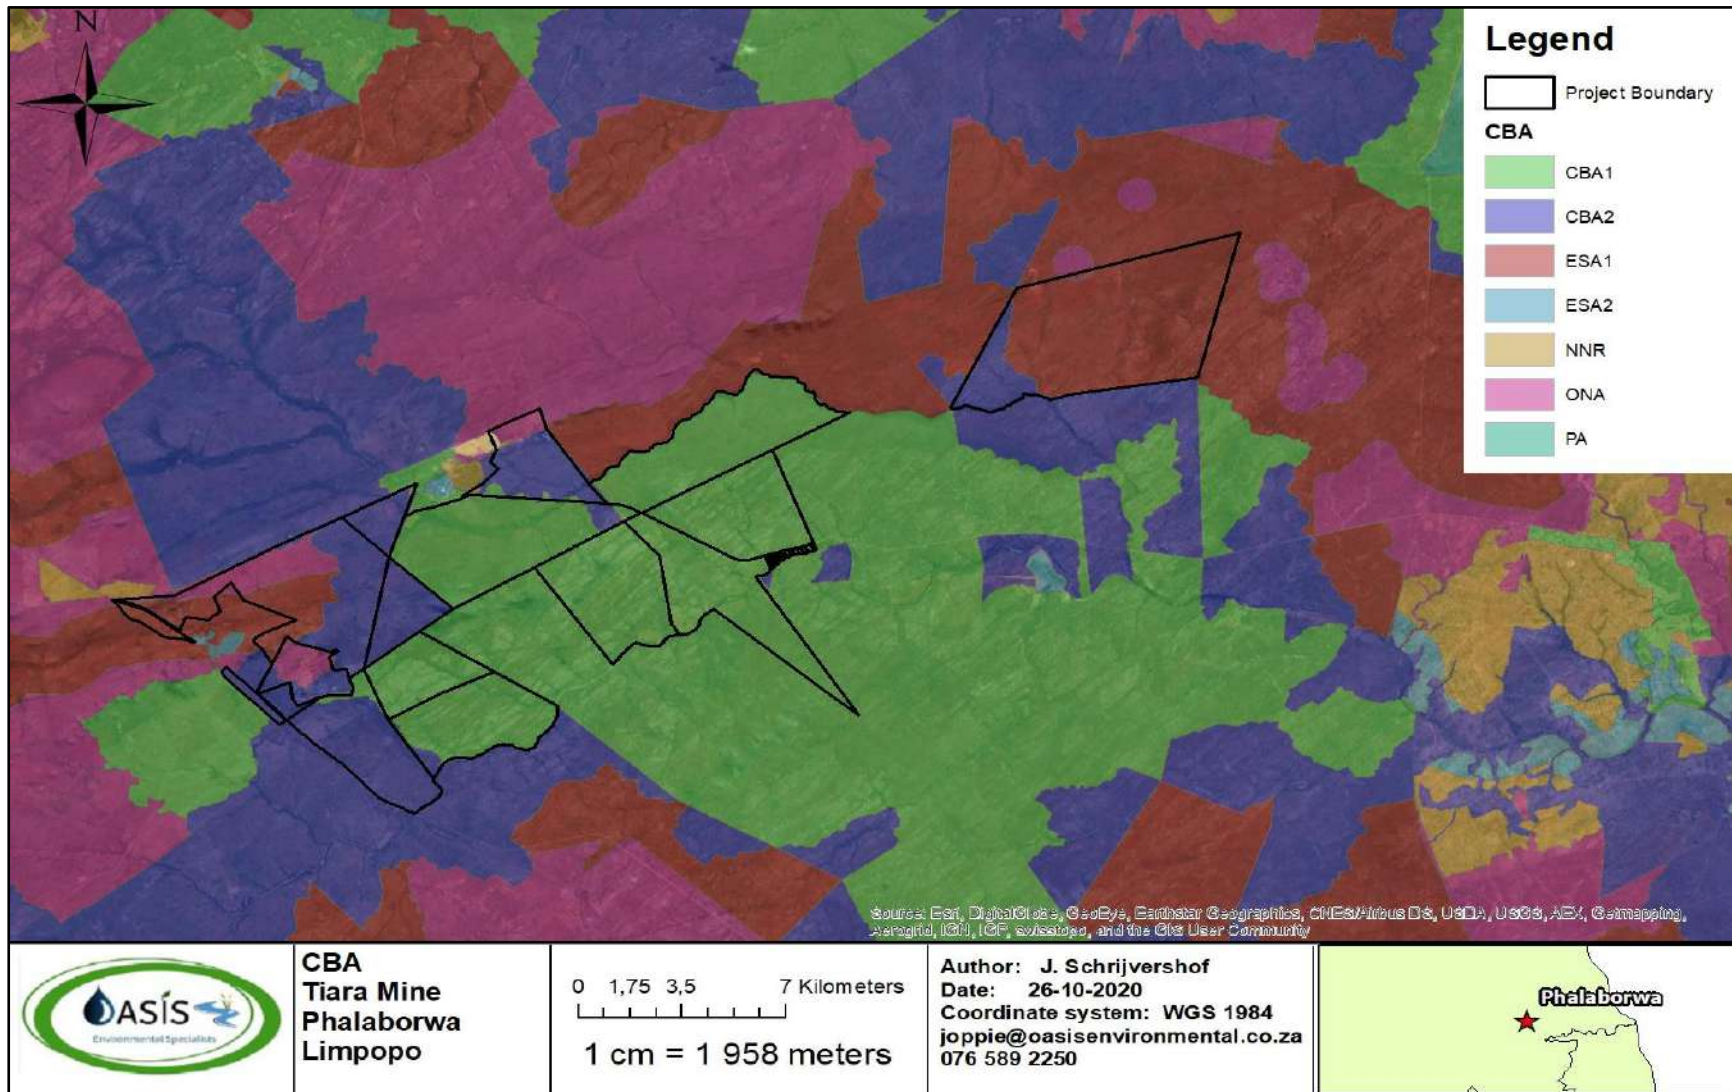 N
Legend
Project Boundary
CBA
CBA1
CBA2
ESA1
ESA2
NNR
ONA
PA
Source: Esri, DigitalGlobe, GeoEye, Earthstar Geographics, CNES/Airbus DS, USDA, USGS, AEX, Getmapping,
Aerogrid, IGN, IGP, swisstopo, and the GIS User Community
OASÍS
Environmental Specialists
CBA
Tiara Mine
Phalaborwa
Limpopo
0 1,75 3,5 7 Kilometers
1 cm = 1 958 meters
Author: J. Schrijvershof
Date: 26-10-2020
Coordinate system: WGS 1984
joppie@oasisenvironmental.co.za
076 589 2250
Phalaborwa